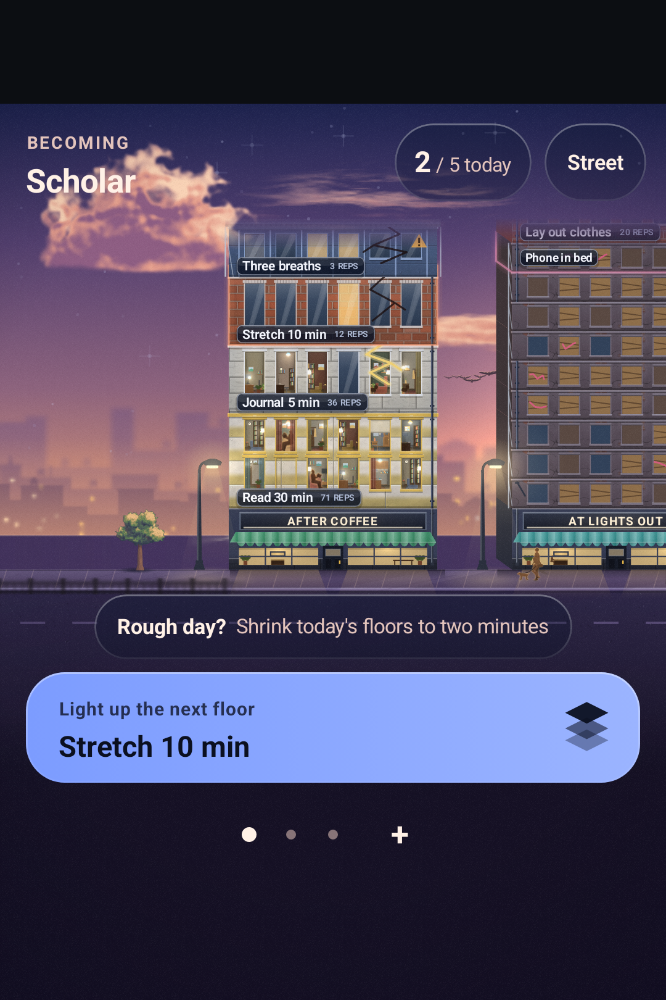 BECOMING
Scholar
2 / 5 today
Street
Three breaths 3 REPS
Stretch 10 min 12 REPS
Journal 5 min 36 REPS
Read 30 min 71 REPS
AFTER COFFEE
Lay out clothes 20 REPS
Phone in bed
AT LIGHTS OUT
Rough day? Shrink today's floors to two minutes
Light up the next floor
Stretch 10 min